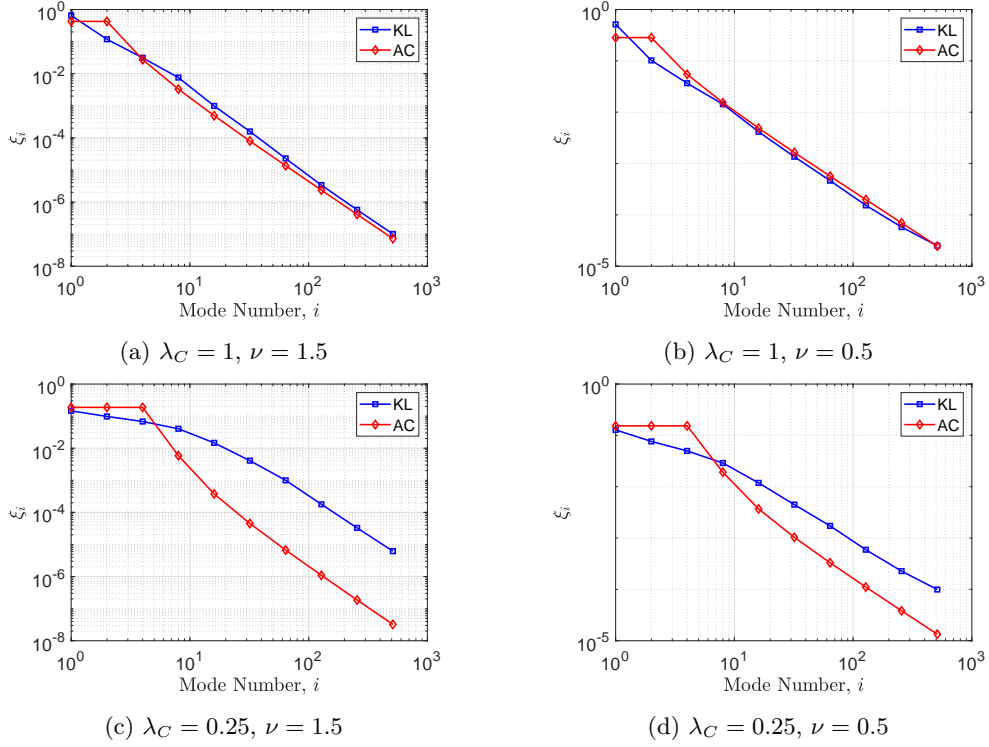 10^0
10^-2
10^-4
10^-6
10^-8
ξ_i
KL
AC
10^0 10^1 10^2 10^3
Mode Number, i
(a) λ_C = 1, ν = 1.5
10^0
10^-5
ξ_i
KL
AC
10^0 10^1 10^2 10^3
Mode Number, i
(b) λ_C = 1, ν = 0.5
10^0
10^-2
10^-4
10^-6
10^-8
ξ_i
KL
AC
10^0 10^1 10^2 10^3
Mode Number, i
(c) λ_C = 0.25, ν = 1.5
10^0
10^-5
ξ_i
KL
AC
10^0 10^1 10^2 10^3
Mode Number, i
(d) λ_C = 0.25, ν = 0.5